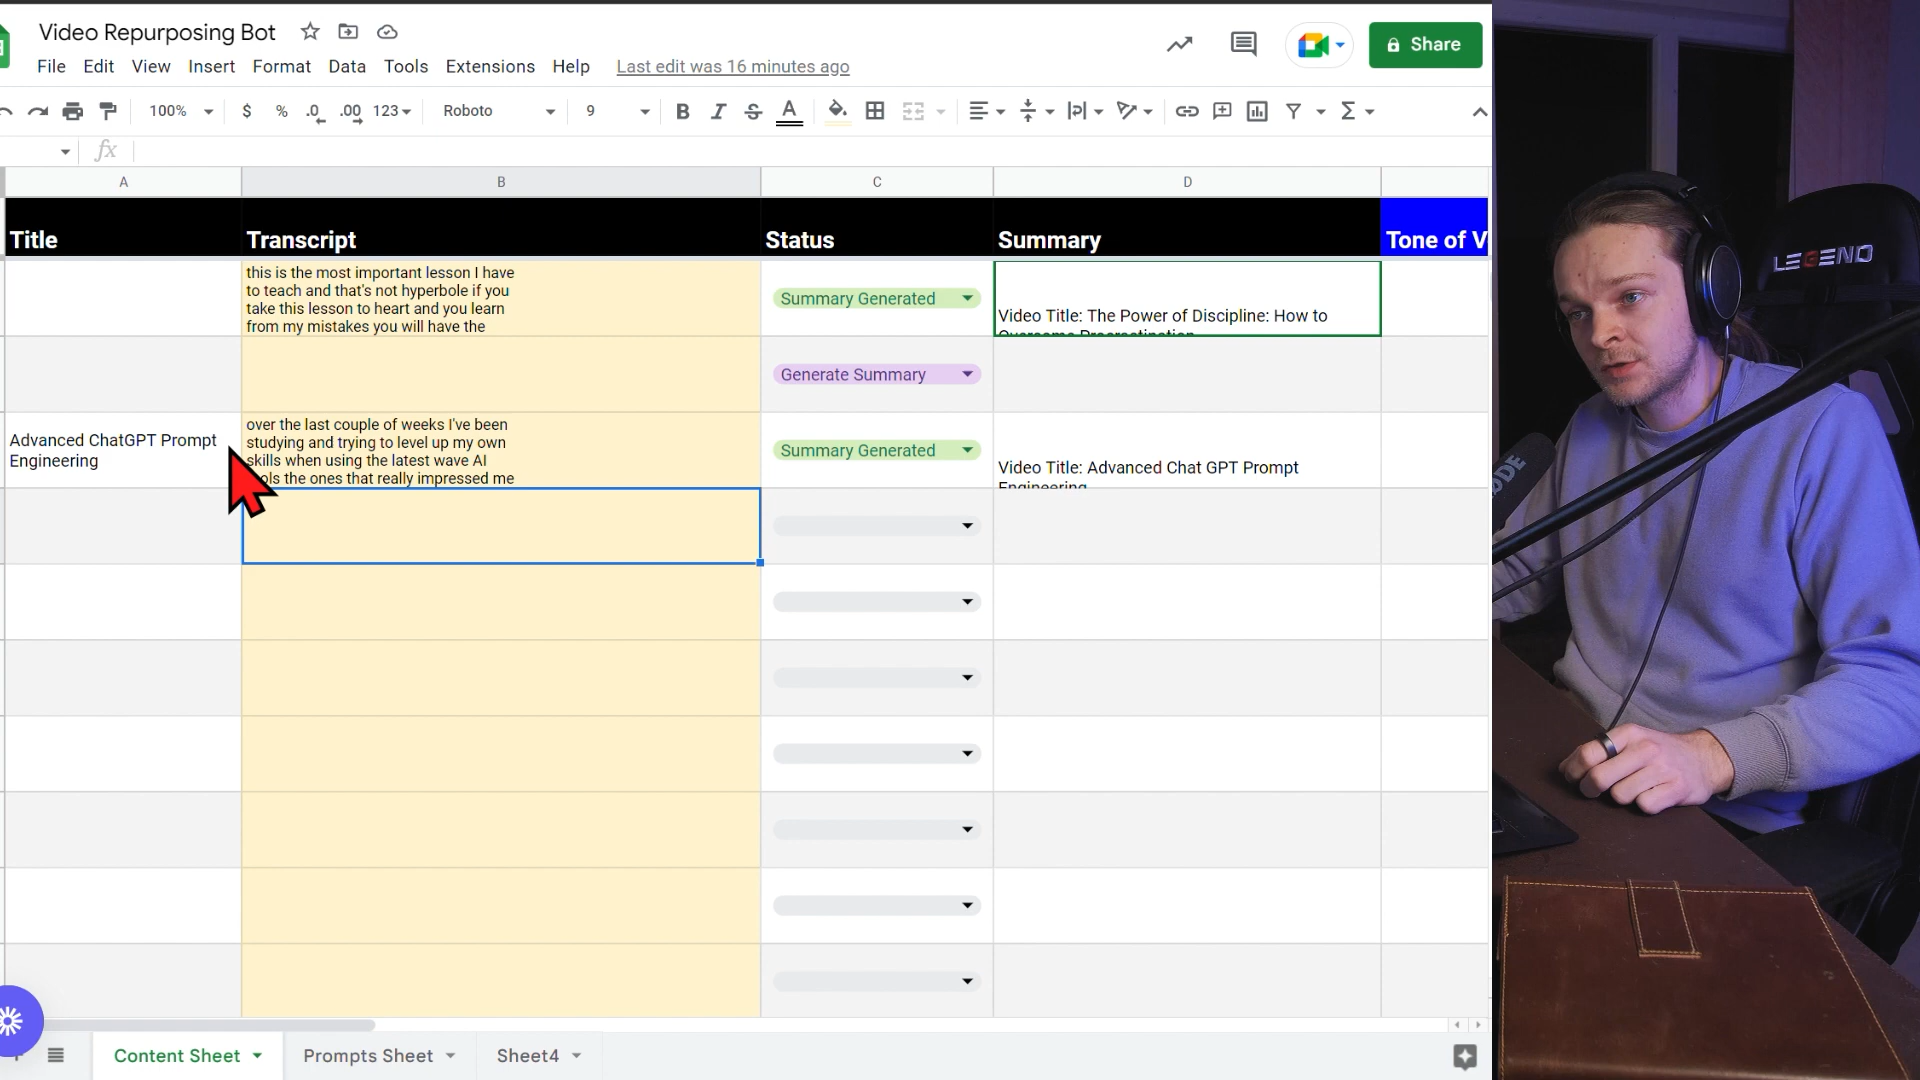 Video Repurposing Bot
File Edit View Insert Format Data Tools Extensions Help Last edit was 16 minutes ago
Share
100% $ % .0 .00 123 Roboto 9 B I S A
fx
A B C D
Title Transcript Status Summary Tone of V
this is the most important lesson I have
to teach and that's not hyperbole if you
take this lesson to heart and you learn
from my mistakes you will have the
Summary Generated
Video Title: The Power of Discipline: How to
Overcome Procrastination
Generate Summary
Advanced ChatGPT Prompt
Engineering
over the last couple of weeks I've been
studying and trying to level up my own
skills when using the latest wave AI
ols the ones that really impressed me
Summary Generated
Video Title: Advanced Chat GPT Prompt
Engineering
Content Sheet Prompts Sheet Sheet4
LEGEND
ODE